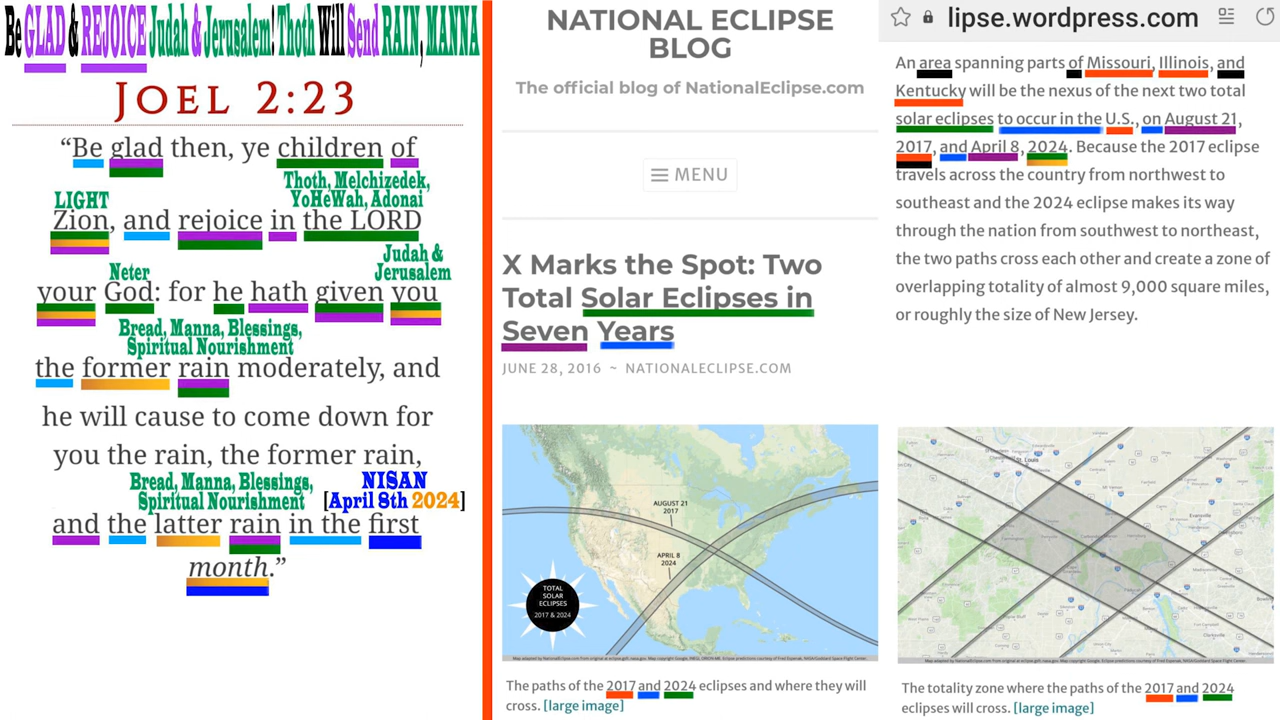 Be GLAD & REJOICE Judah & Jerusalem! Thoth Will Send RAIN, MANNA
JOEL 2:23
“Be glad then, ye children of
LIGHT
Thoth, Melchizedek,
YoHeWah, Adonai
Zion, and rejoice in the LORD
Neter
Judah &
Jerusalem
your God: for he hath given you
Bread, Manna, Blessings,
Spiritual Nourishment
the former rain moderately, and
he will cause to come down for
you the rain, the former rain,
Bread, Manna, Blessings,
Spiritual Nourishment
NISAN
[April 8th 2024]
and the latter rain in the first
month.”
NATIONAL ECLIPSE
BLOG
The official blog of NationalEclipse.com
MENU
X Marks the Spot: Two
Total Solar Eclipses in
Seven Years
JUNE 28, 2016 ~ NATIONALECLIPSE.COM
AUGUST 21
2017
APRIL 8
2024
TOTAL
SOLAR
ECLIPSES
2017 & 2024
The paths of the 2017 and 2024 eclipses and where they will
cross. [large image]
lipse.wordpress.com
An area spanning parts of Missouri, Illinois, and
Kentucky will be the nexus of the next two total
solar eclipses to occur in the U.S., on August 21,
2017, and April 8, 2024. Because the 2017 eclipse
travels across the country from northwest to
southeast and the 2024 eclipse makes its way
through the nation from southwest to northeast,
the two paths cross each other and create a zone of
overlapping totality of almost 9,000 square miles,
or roughly the size of New Jersey.
St. Louis
Evansville
Clarksville
The totality zone where the paths of the 2017 and 2024
eclipses will cross. [large image]